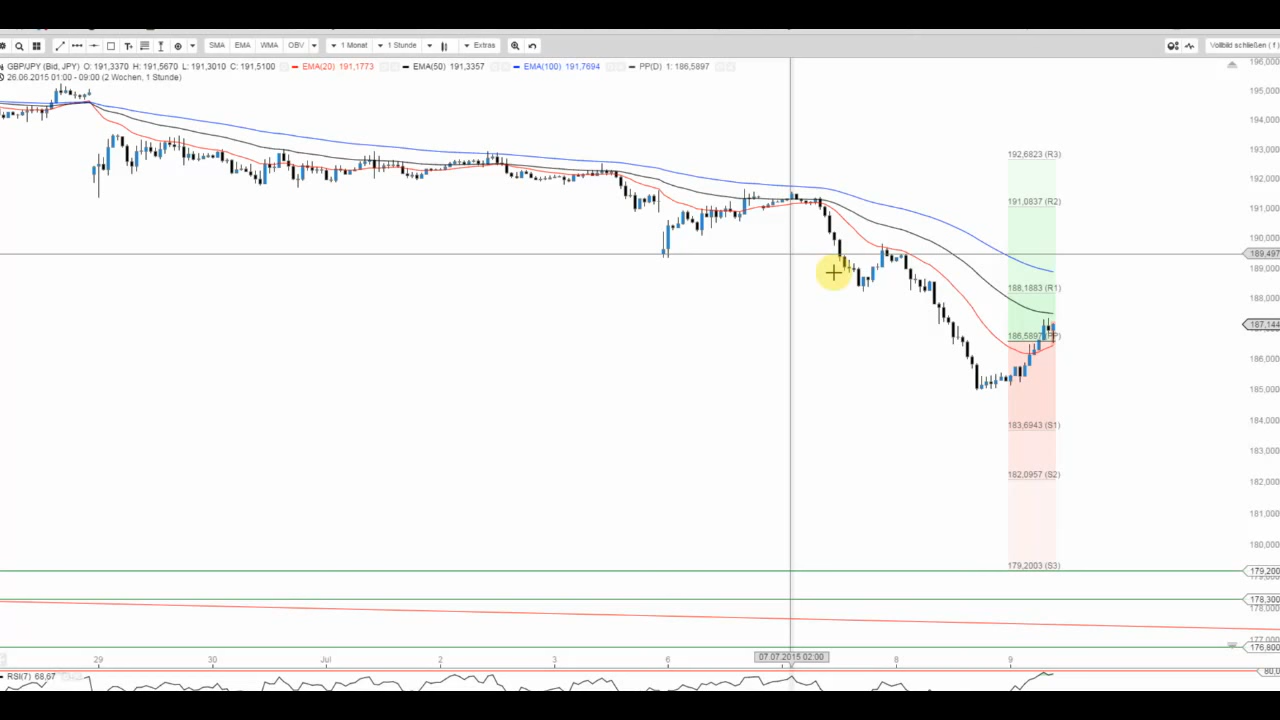 SMA EMA WMA OBV 1 Monat 1 Stunde Extras Vollbild schließen ( f )
GBP/JPY (Bid, JPY) O: 191,3370 H: 191,5670 L: 191,3010 C: 191,5100 EMA(20) 191,1773 EMA(50) 191,3357 EMA(100) 191,7694 PP(D) 1: 186,5897
26.06.2015 01:00 - 09:00 (2 Wochen, 1 Stunde)
196,000
195,000
194,000
193,000
192,000
191,000
190,000
189,497
189,000
188,000
187,144
186,000
185,000
184,000
183,000
182,000
181,000
180,000
179,200
178,300
178,000
177,000
176,800
192,6823 (R3)
191,0837 (R2)
188,1883 (R1)
183,6943 (S1)
182,0957 (S2)
179,2003 (S3)
29 30 Jul 2 3 6 07.07.2015 02:00 8 9
RSI(7) 68,67
80,0